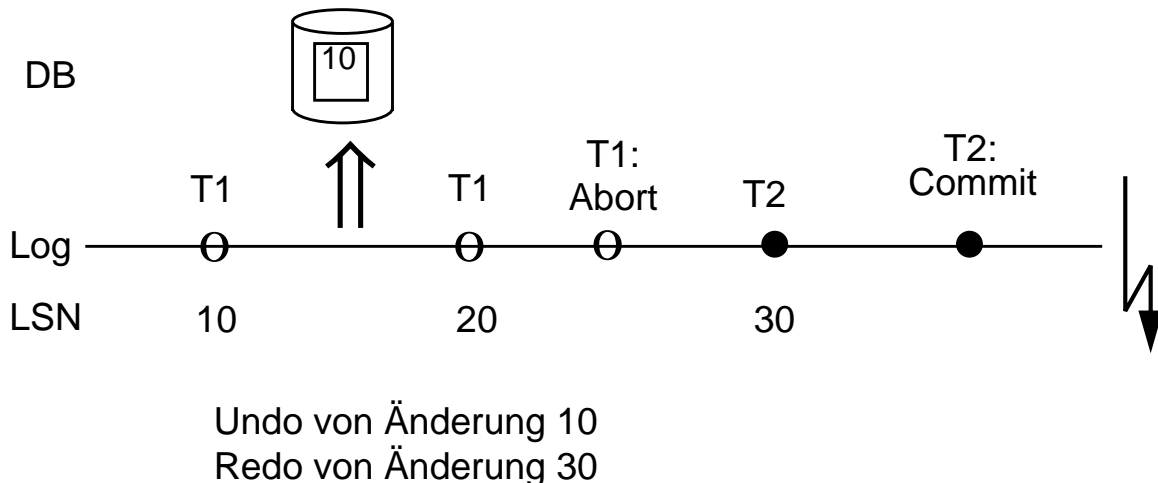 DB
10
T1:
T2:
T1
T1
Abort
T2
Commit
Log
LSN
10
20
30
Undo von Änderung 10
Redo von Änderung 30